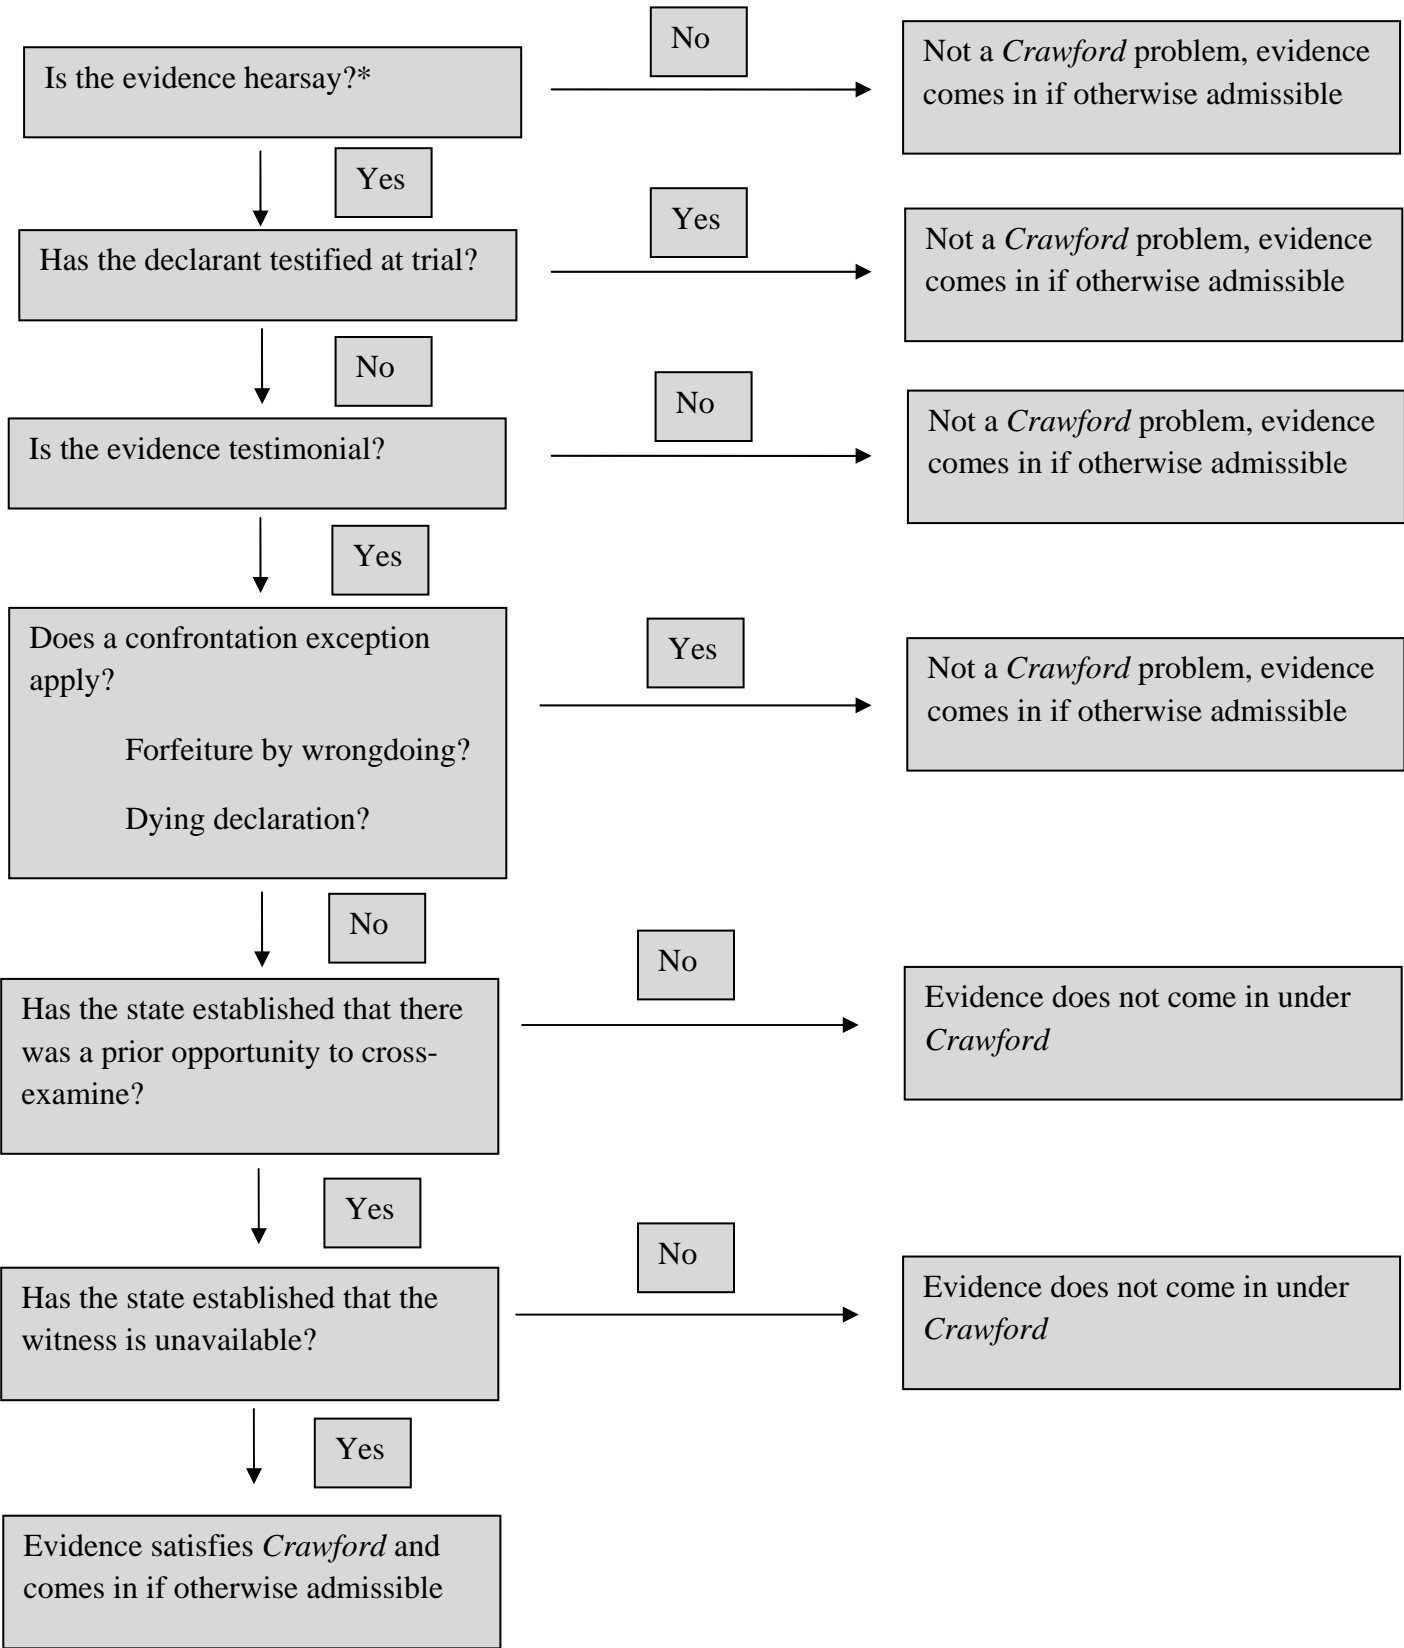 Is the evidence hearsay?*
No
Not a Crawford problem, evidence
comes in if otherwise admissible
Yes
Has the declarant testified at trial?
Yes
Not a Crawford problem, evidence
comes in if otherwise admissible
No
Is the evidence testimonial?
No
Not a Crawford problem, evidence
comes in if otherwise admissible
Yes
Does a confrontation exception
apply?
Forfeiture by wrongdoing?
Dying declaration?
Yes
Not a Crawford problem, evidence
comes in if otherwise admissible
No
Has the state established that there
was a prior opportunity to cross-
examine?
No
Evidence does not come in under
Crawford
Yes
Has the state established that the
witness is unavailable?
No
Evidence does not come in under
Crawford
Yes
Evidence satisfies Crawford and
comes in if otherwise admissible